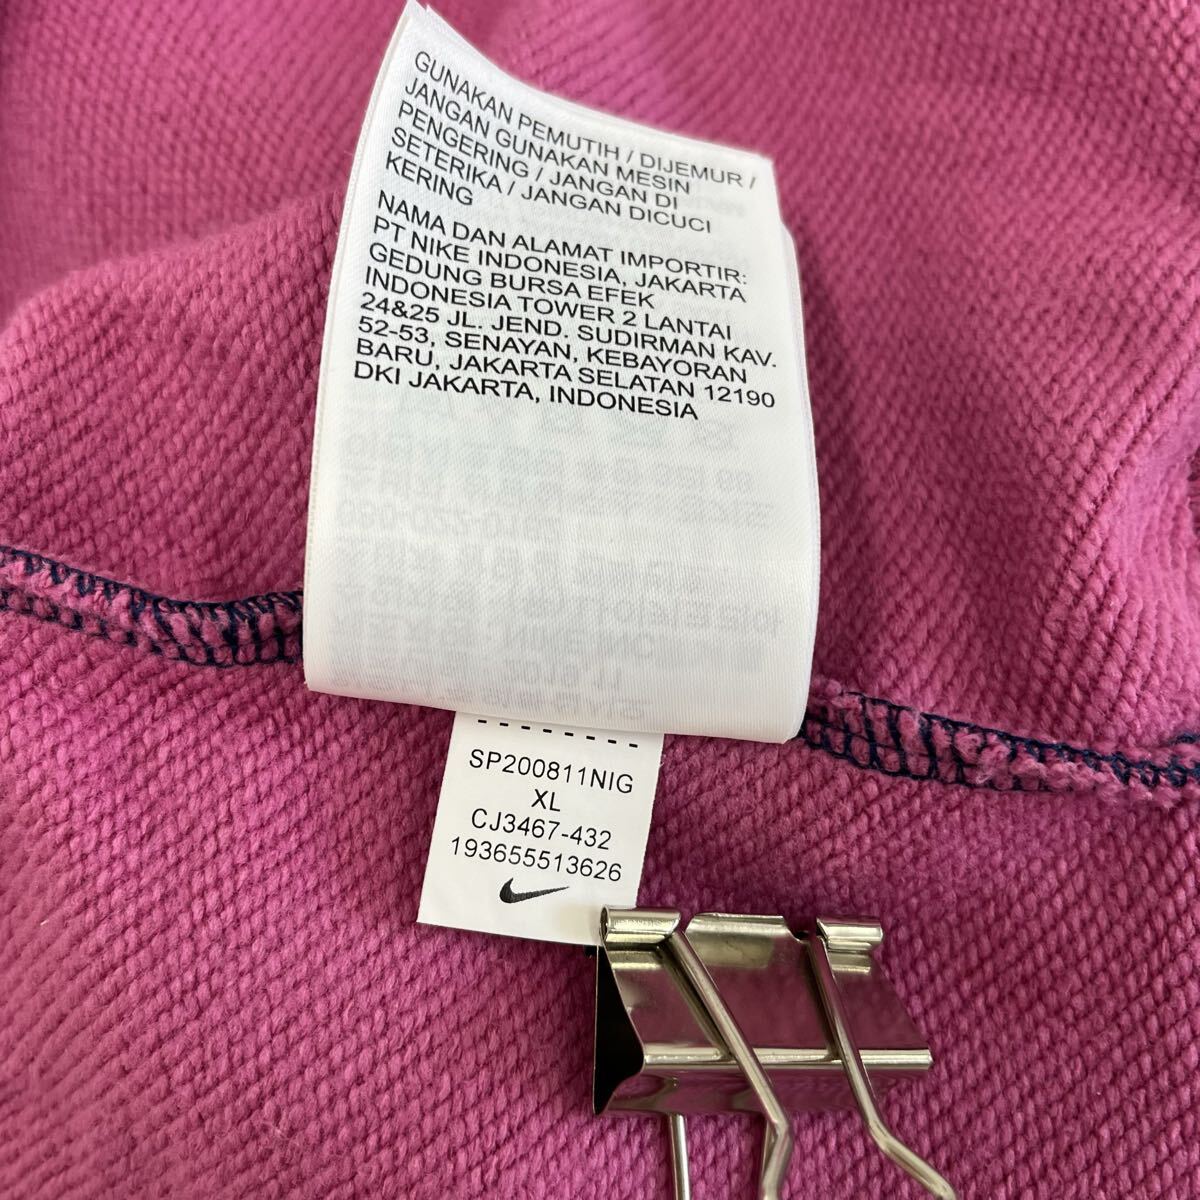 GUNAKAN PEMUTIH / DIJEMUR /
JANGAN GUNAKAN MESIN
PENGERING / JANGAN DI
SETERIKA / JANGAN DICUCI
KERING
NAMA DAN ALAMAT IMPORTIR:
PT NIKE INDONESIA, JAKARTA
GEDUNG BURSA EFEK
INDONESIA TOWER 2 LANTAI
24&25 JL. JEND. SUDIRMAN KAV.
52-53, SENAYAN, KEBAYORAN
BARU, JAKARTA SELATAN 12190
DKI JAKARTA, INDONESIA
SP200811NIG
XL
CJ3467-432
193655513626